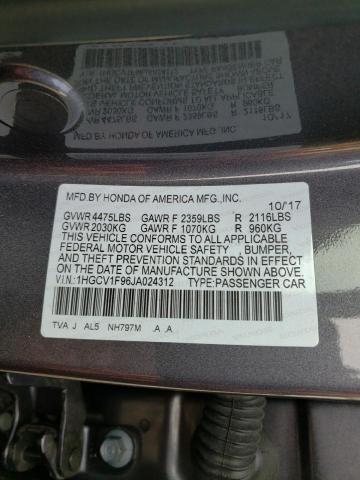 MFD.BY HONDA OF AMERICA MFG.,INC. 10/17
GVWR 4475LBS GAWR F 2359LBS R 2116LBS
GVWR 2030KG GAWR F 1070KG R 960KG
THIS VEHICLE CONFORMS TO ALL APPLICABLE
FEDERAL MOTOR VEHICLE SAFETY , BUMPER,
AND THEFT PREVENTION STANDARDS IN EFFECT
ON THE DATE OF MANUFACTURE SHOWN ABOVE.
V.I.N.: 1HGCV1F96JA024312 TYPE:PASSENGER CAR
TVA J AL5 NH797M